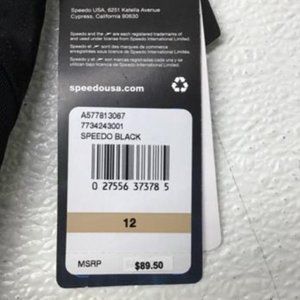 Speedo USA, 6251 Katella Avenue
Cypress, California 90630
Speedo and the are each registered trademarks of
and used under license from Speedo International Limited.
Speedo et sont des marques de commerce
enregistrées sous licence de Speedo International Limited.
Speedo y son marcas registradas cada una y se
utilizan bajo licencia de Speedo International Limited.
speedousa.com
A577813067
7734243001
SPEEDO BLACK
0 27556 37378 5
12
MSRP $89.50